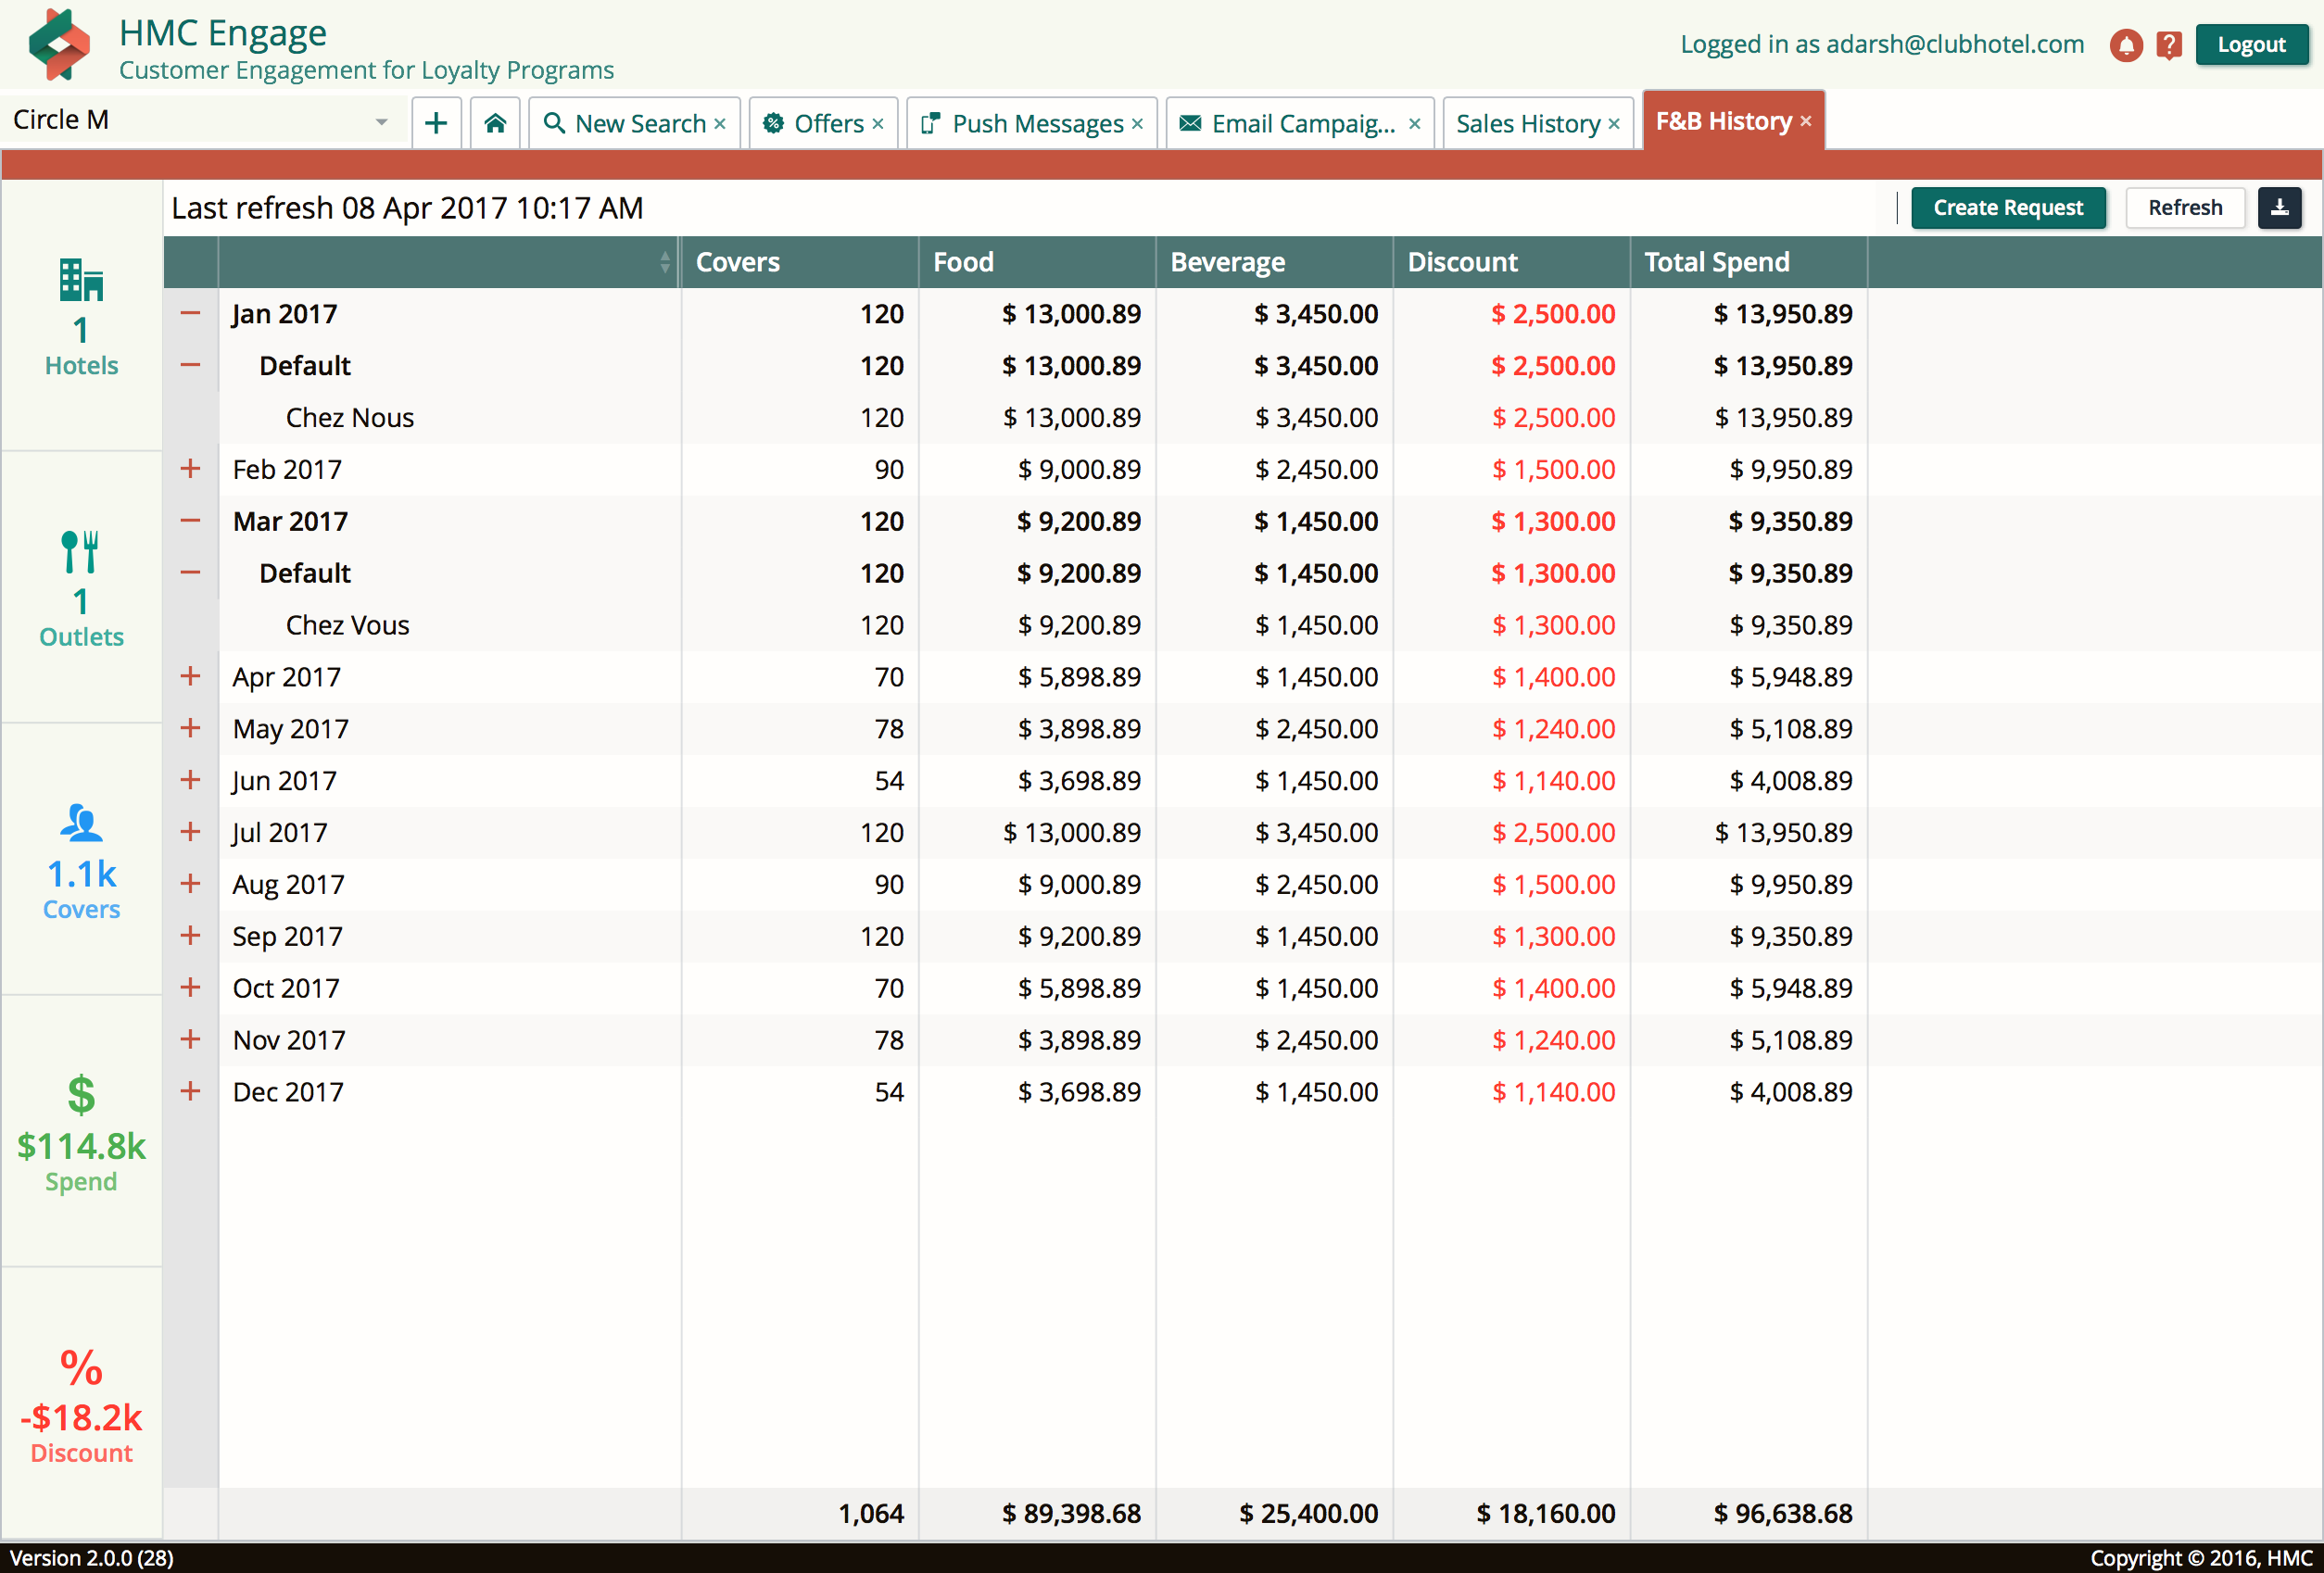 HMC Engage
Customer Engagement for Loyalty Programs
Logged in as adarsh@clubhotel.com
?
Logout
Circle M
New Search ×
Offers ×
Push Messages ×
Email Campaig... ×
Sales History ×
F&B History ×
Last refresh 08 Apr 2017 10:17 AM
Create Request
Refresh
1
Hotels
1
Outlets
1.1k
Covers
$
$114.8k
Spend
%
-$18.2k
Discount
Covers Food Beverage Discount Total Spend
− Jan 2017 120 $ 13,000.89 $ 3,450.00 $ 2,500.00 $ 13,950.89
− Default 120 $ 13,000.89 $ 3,450.00 $ 2,500.00 $ 13,950.89
Chez Nous 120 $ 13,000.89 $ 3,450.00 $ 2,500.00 $ 13,950.89
+ Feb 2017 90 $ 9,000.89 $ 2,450.00 $ 1,500.00 $ 9,950.89
− Mar 2017 120 $ 9,200.89 $ 1,450.00 $ 1,300.00 $ 9,350.89
− Default 120 $ 9,200.89 $ 1,450.00 $ 1,300.00 $ 9,350.89
Chez Vous 120 $ 9,200.89 $ 1,450.00 $ 1,300.00 $ 9,350.89
+ Apr 2017 70 $ 5,898.89 $ 1,450.00 $ 1,400.00 $ 5,948.89
+ May 2017 78 $ 3,898.89 $ 2,450.00 $ 1,240.00 $ 5,108.89
+ Jun 2017 54 $ 3,698.89 $ 1,450.00 $ 1,140.00 $ 4,008.89
+ Jul 2017 120 $ 13,000.89 $ 3,450.00 $ 2,500.00 $ 13,950.89
+ Aug 2017 90 $ 9,000.89 $ 2,450.00 $ 1,500.00 $ 9,950.89
+ Sep 2017 120 $ 9,200.89 $ 1,450.00 $ 1,300.00 $ 9,350.89
+ Oct 2017 70 $ 5,898.89 $ 1,450.00 $ 1,400.00 $ 5,948.89
+ Nov 2017 78 $ 3,898.89 $ 2,450.00 $ 1,240.00 $ 5,108.89
+ Dec 2017 54 $ 3,698.89 $ 1,450.00 $ 1,140.00 $ 4,008.89
1,064 $ 89,398.68 $ 25,400.00 $ 18,160.00 $ 96,638.68
Version 2.0.0 (28)
Copyright © 2016, HMC